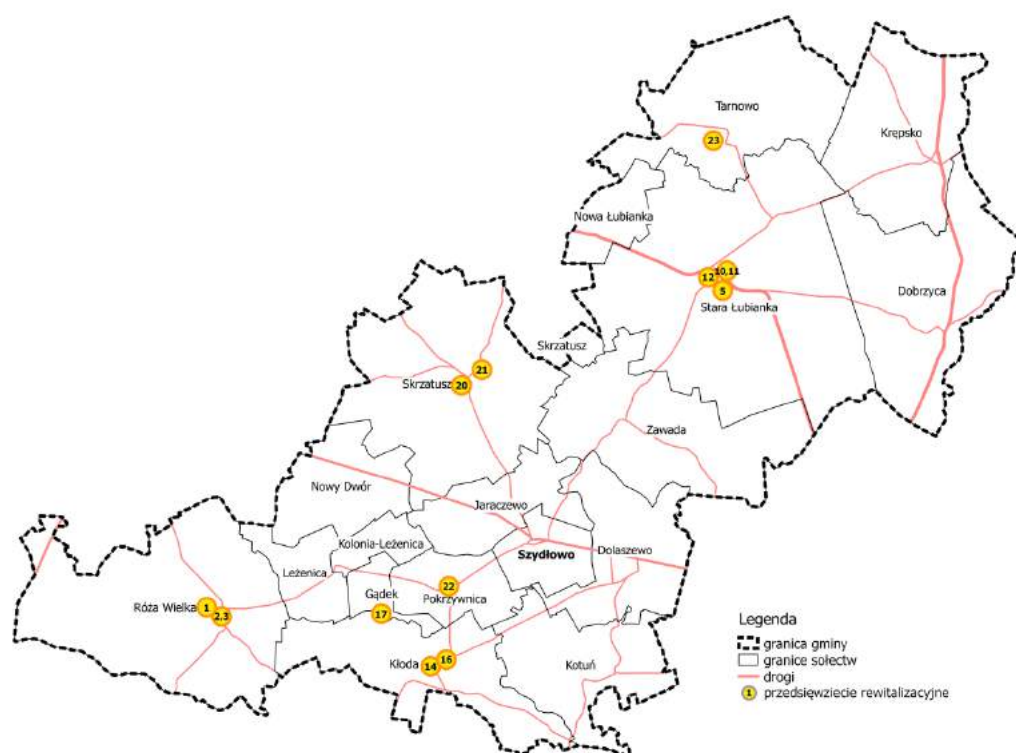 Tarnowo
Krępsko
23
Nowa Łubianka
12
10,11
5
Dobrzyca
Stara Łubianka
Skrzatusz
21
Skrzatusz
20
Zawada
Nowy Dwór
Jaraczewo
Kolonia-Leżenica
Szydłowo
Dolaszewo
Leżenica
22
Gądek
Pokrzywnica
Róża Wielka
1
2,3
17
Kłoda
14
16
Kotuń
Legenda
granica gminy
granice sołectw
drogi
1
przedsięwziecie rewitalizacyjne